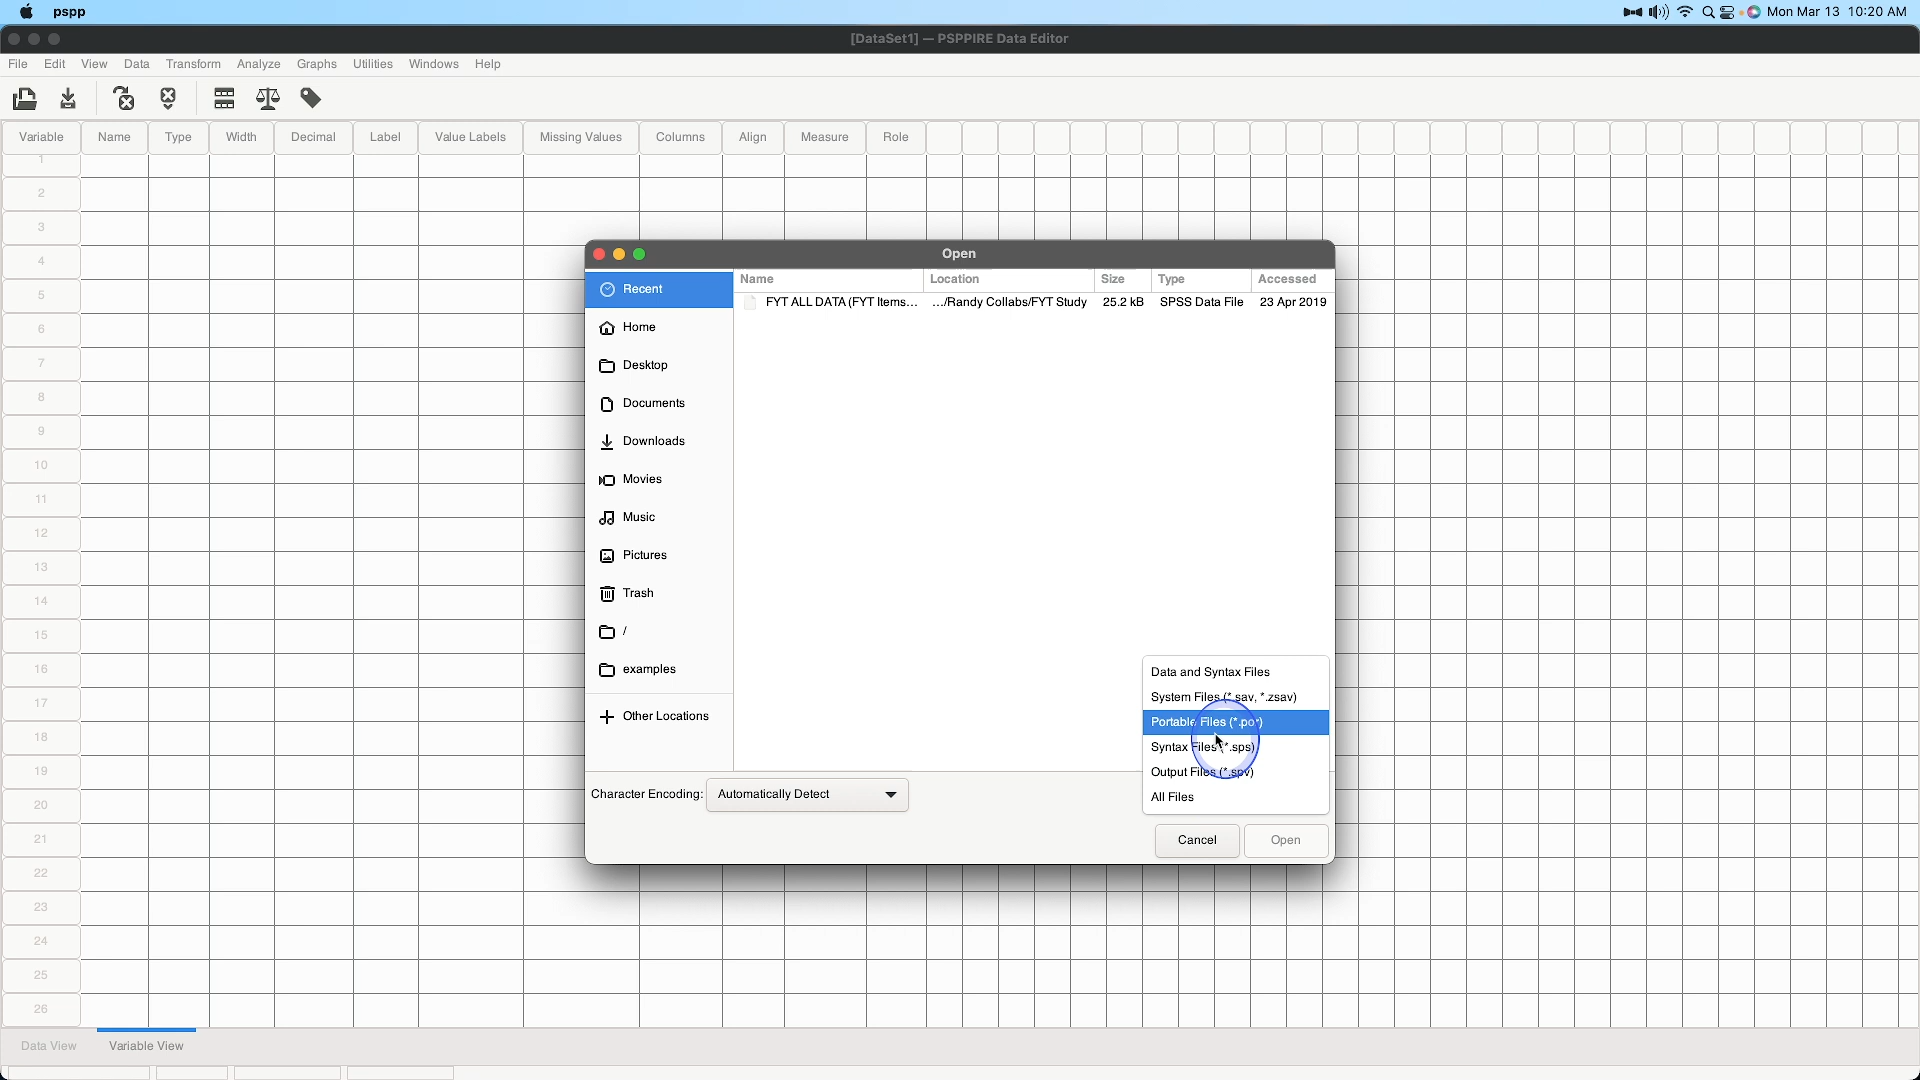 pspp
Mon Mar 13 10:20 AM
[DataSet1] — PSPPIRE Data Editor
File Edit View Data Transform Analyze Graphs Utilities Windows Help
Variable Name Type Width Decimal Label Value Labels Missing Values Columns Align Measure Role
1
2
3
4
5
6
7
8
9
10
11
12
13
14
15
16
17
18
19
20
21
22
23
24
25
26
Open
Recent
Home
Desktop
Documents
Downloads
Movies
Music
Pictures
Trash
/
examples
Other Locations
Name Location Size Type Accessed
FYT ALL DATA (FYT Items... .../Randy Collabs/FYT Study 25.2 kB SPSS Data File 23 Apr 2019
Data and Syntax Files
System Files (*.sav, *.zsav)
Portable Files (*.por)
Syntax Files (*.sps)
Output Files (*.spv)
All Files
Character Encoding: Automatically Detect
Cancel Open
Data View Variable View